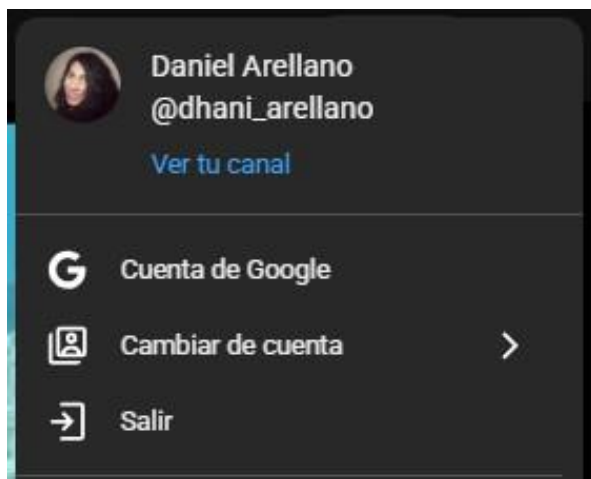 Daniel Arellano
@dhani_arellano
Ver tu canal
Cuenta de Google
Cambiar de cuenta
Salir